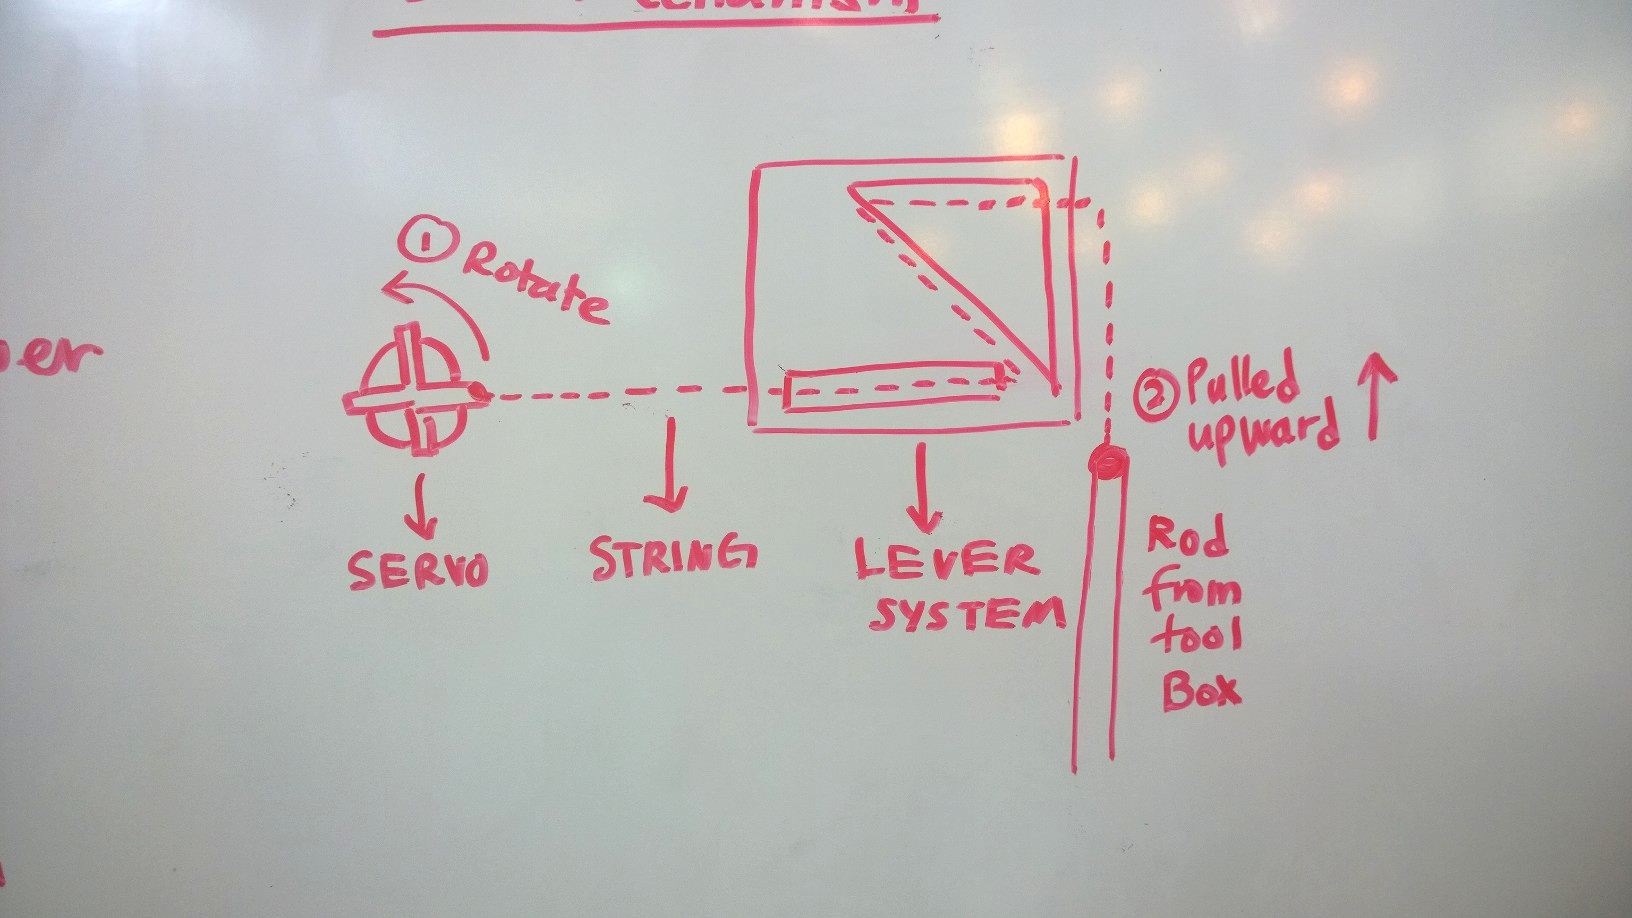 1 Rotate
2 Pulled
upward
SERVO
STRING
LEVER
SYSTEM
Rod
from
tool
Box